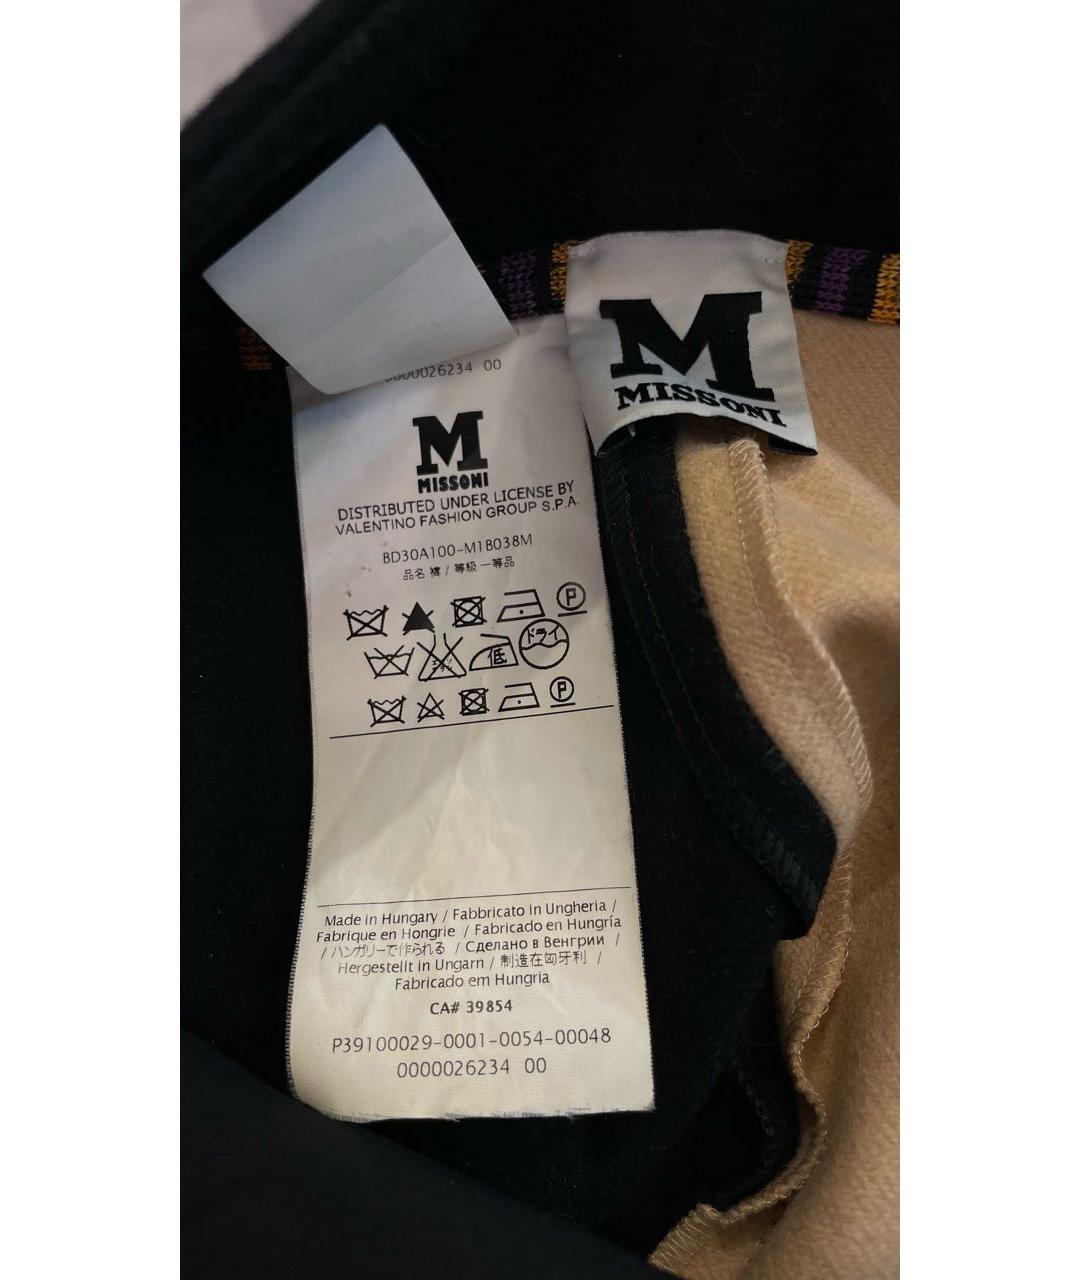 0000026234 00
M
MISSONI
M
MISSONI
DISTRIBUTED UNDER LICENSE BY
VALENTINO FASHION GROUP S.P.A.
BD30A100-M1B038M
品名 褲 / 等級 一等品
P
低 ドライ
P
Made in Hungary / Fabbricato in Ungheria /
Fabrique en Hongrie / Fabricado en Hungría
/ ハンガリーで作られる / Сделано в Венгрии /
Hergestellt in Ungarn / 制造在匈牙利 /
Fabricado em Hungria
CA# 39854
P39100029-0001-0054-00048
0000026234 00